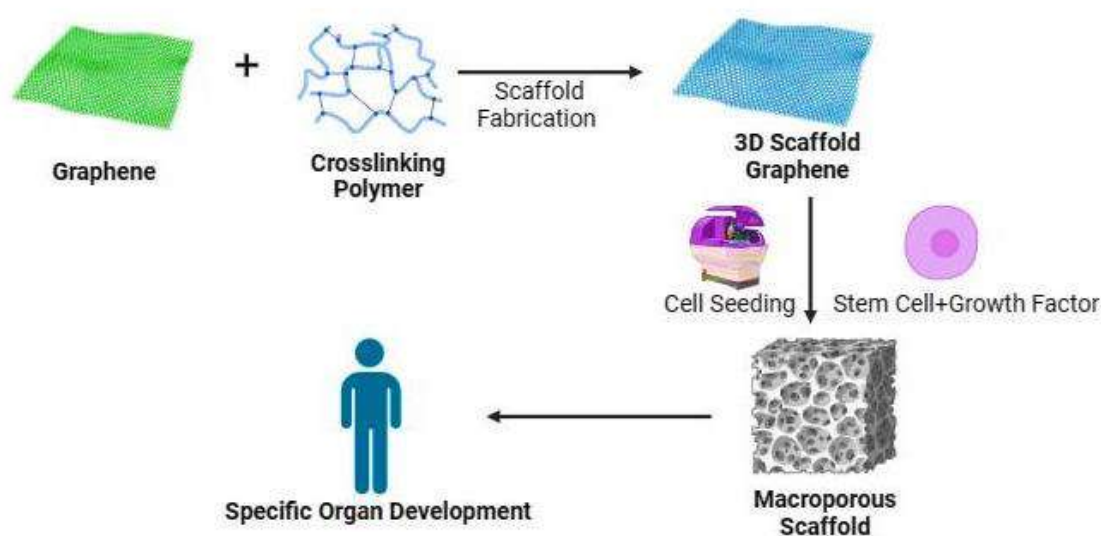 +
Scaffold
Fabrication
Graphene
Crosslinking
Polymer
3D Scaffold
Graphene
Cell Seeding
Stem Cell+Growth Factor
Macroporous
Scaffold
Specific Organ Development